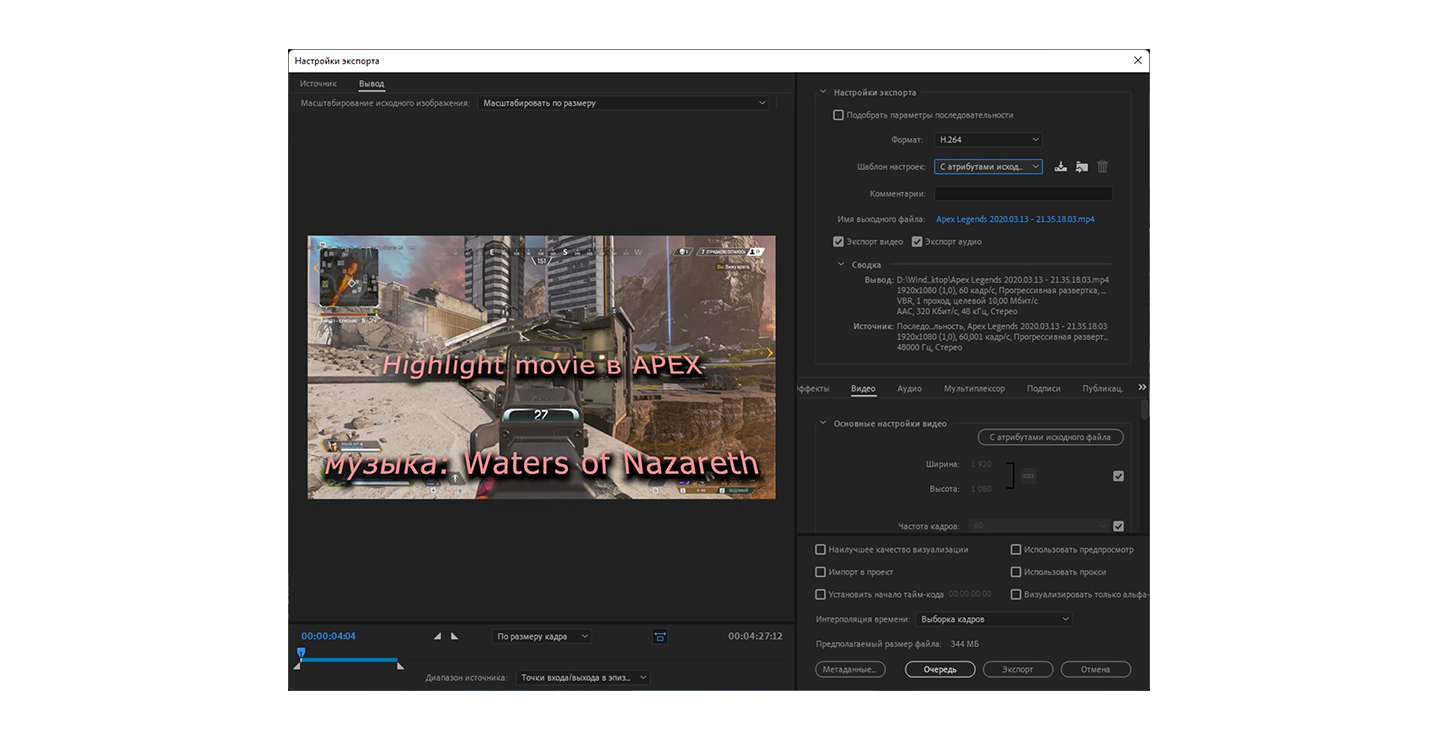 Настройки экспорта
Источник Вывод
Масштабирование исходного изображения: Масштабировать по размеру
E S W
151
Highlight movie в APEX
27
музыка: Waters of Nazareth
00:00:04:04 По размеру кадра 00:04:27:12
Диапазон источника: Точки входа/выхода в эпиз...
Настройки экспорта
Подобрать параметры последовательности
Формат: H.264
Шаблон настроек: С атрибутами исход...
Комментарии:
Имя выходного файла: Apex Legends 2020.03.13 - 21.35.18.03.mp4
Экспорт видео Экспорт аудио
Сводка
Вывод: D:\Wind..ktop\Apex Legends 2020.03.13 - 21.35.18.03.mp4
1920x1080 (1,0), 60 кадр/с, Прогрессивная развертка, ...
VBR, 1 проход, целевой 10,00 Мбит/с
AAC, 320 Кбит/с, 48 кГц, Стерео
Источник: Последо...льность, Apex Legends 2020.03.13 - 21.35.18.03
1920x1080 (1,0), 60,001 кадр/с, Прогрессивная разверт...
48000 Гц, Стерео
ффекты Видео Аудио Мультиплексор Подписи Публикац.
Основные настройки видео
С атрибутами исходного файла
Ширина: 1 920
Высота: 1 080
Частота кадров: 60
Наилучшее качество визуализации Использовать предпросмотр
Импорт в проект Использовать прокси
Установить начало тайм-кода 00:00:00:00 Визуализировать только альфа-
Интерполяция времени: Выборка кадров
Предполагаемый размер файла: 344 МБ
Метаданные... Очередь Экспорт Отмена